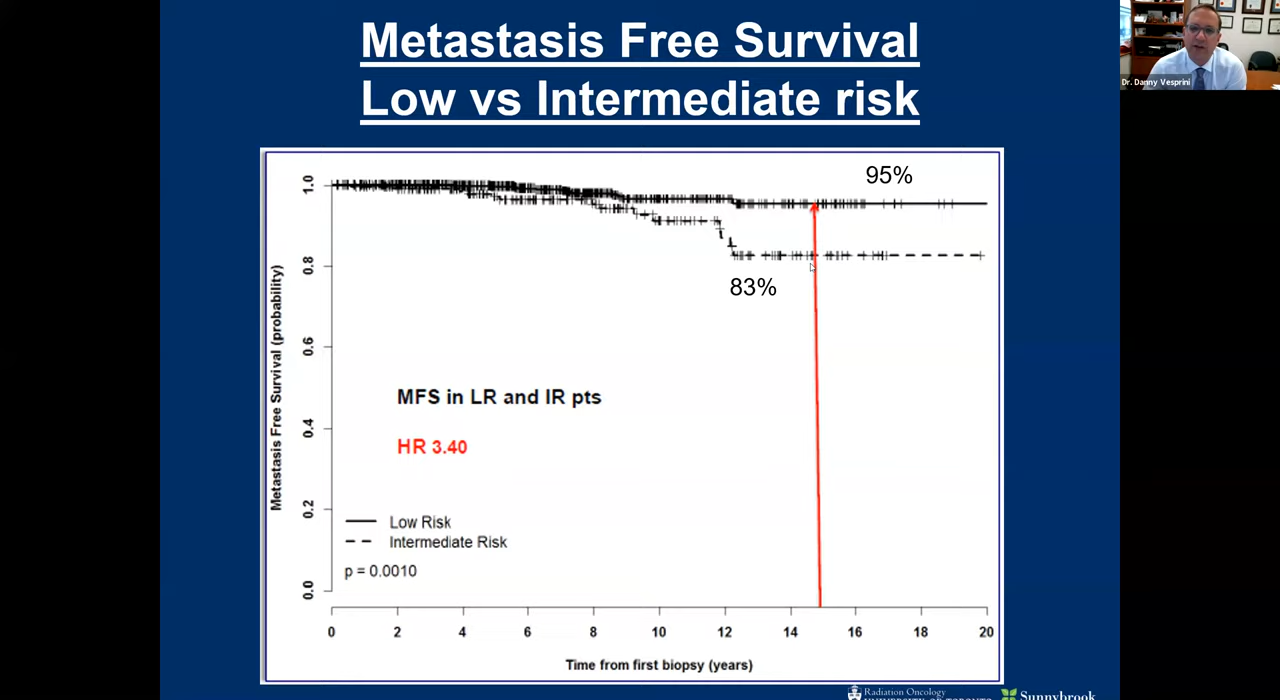 Metastasis Free Survival
Low vs Intermediate risk
Dr. Danny Vesprini
95%
83%
1.0
0.8
0.6
0.4
0.2
0.0
Metastasis Free Survival (probability)
MFS in LR and IR pts
HR 3.40
Low Risk
Intermediate Risk
p = 0.0010
0 2 4 6 8 10 12 14 16 18 20
Time from first biopsy (years)
Radiation Oncology
UNIVERSITY OF TORONTO
Sunnybrook